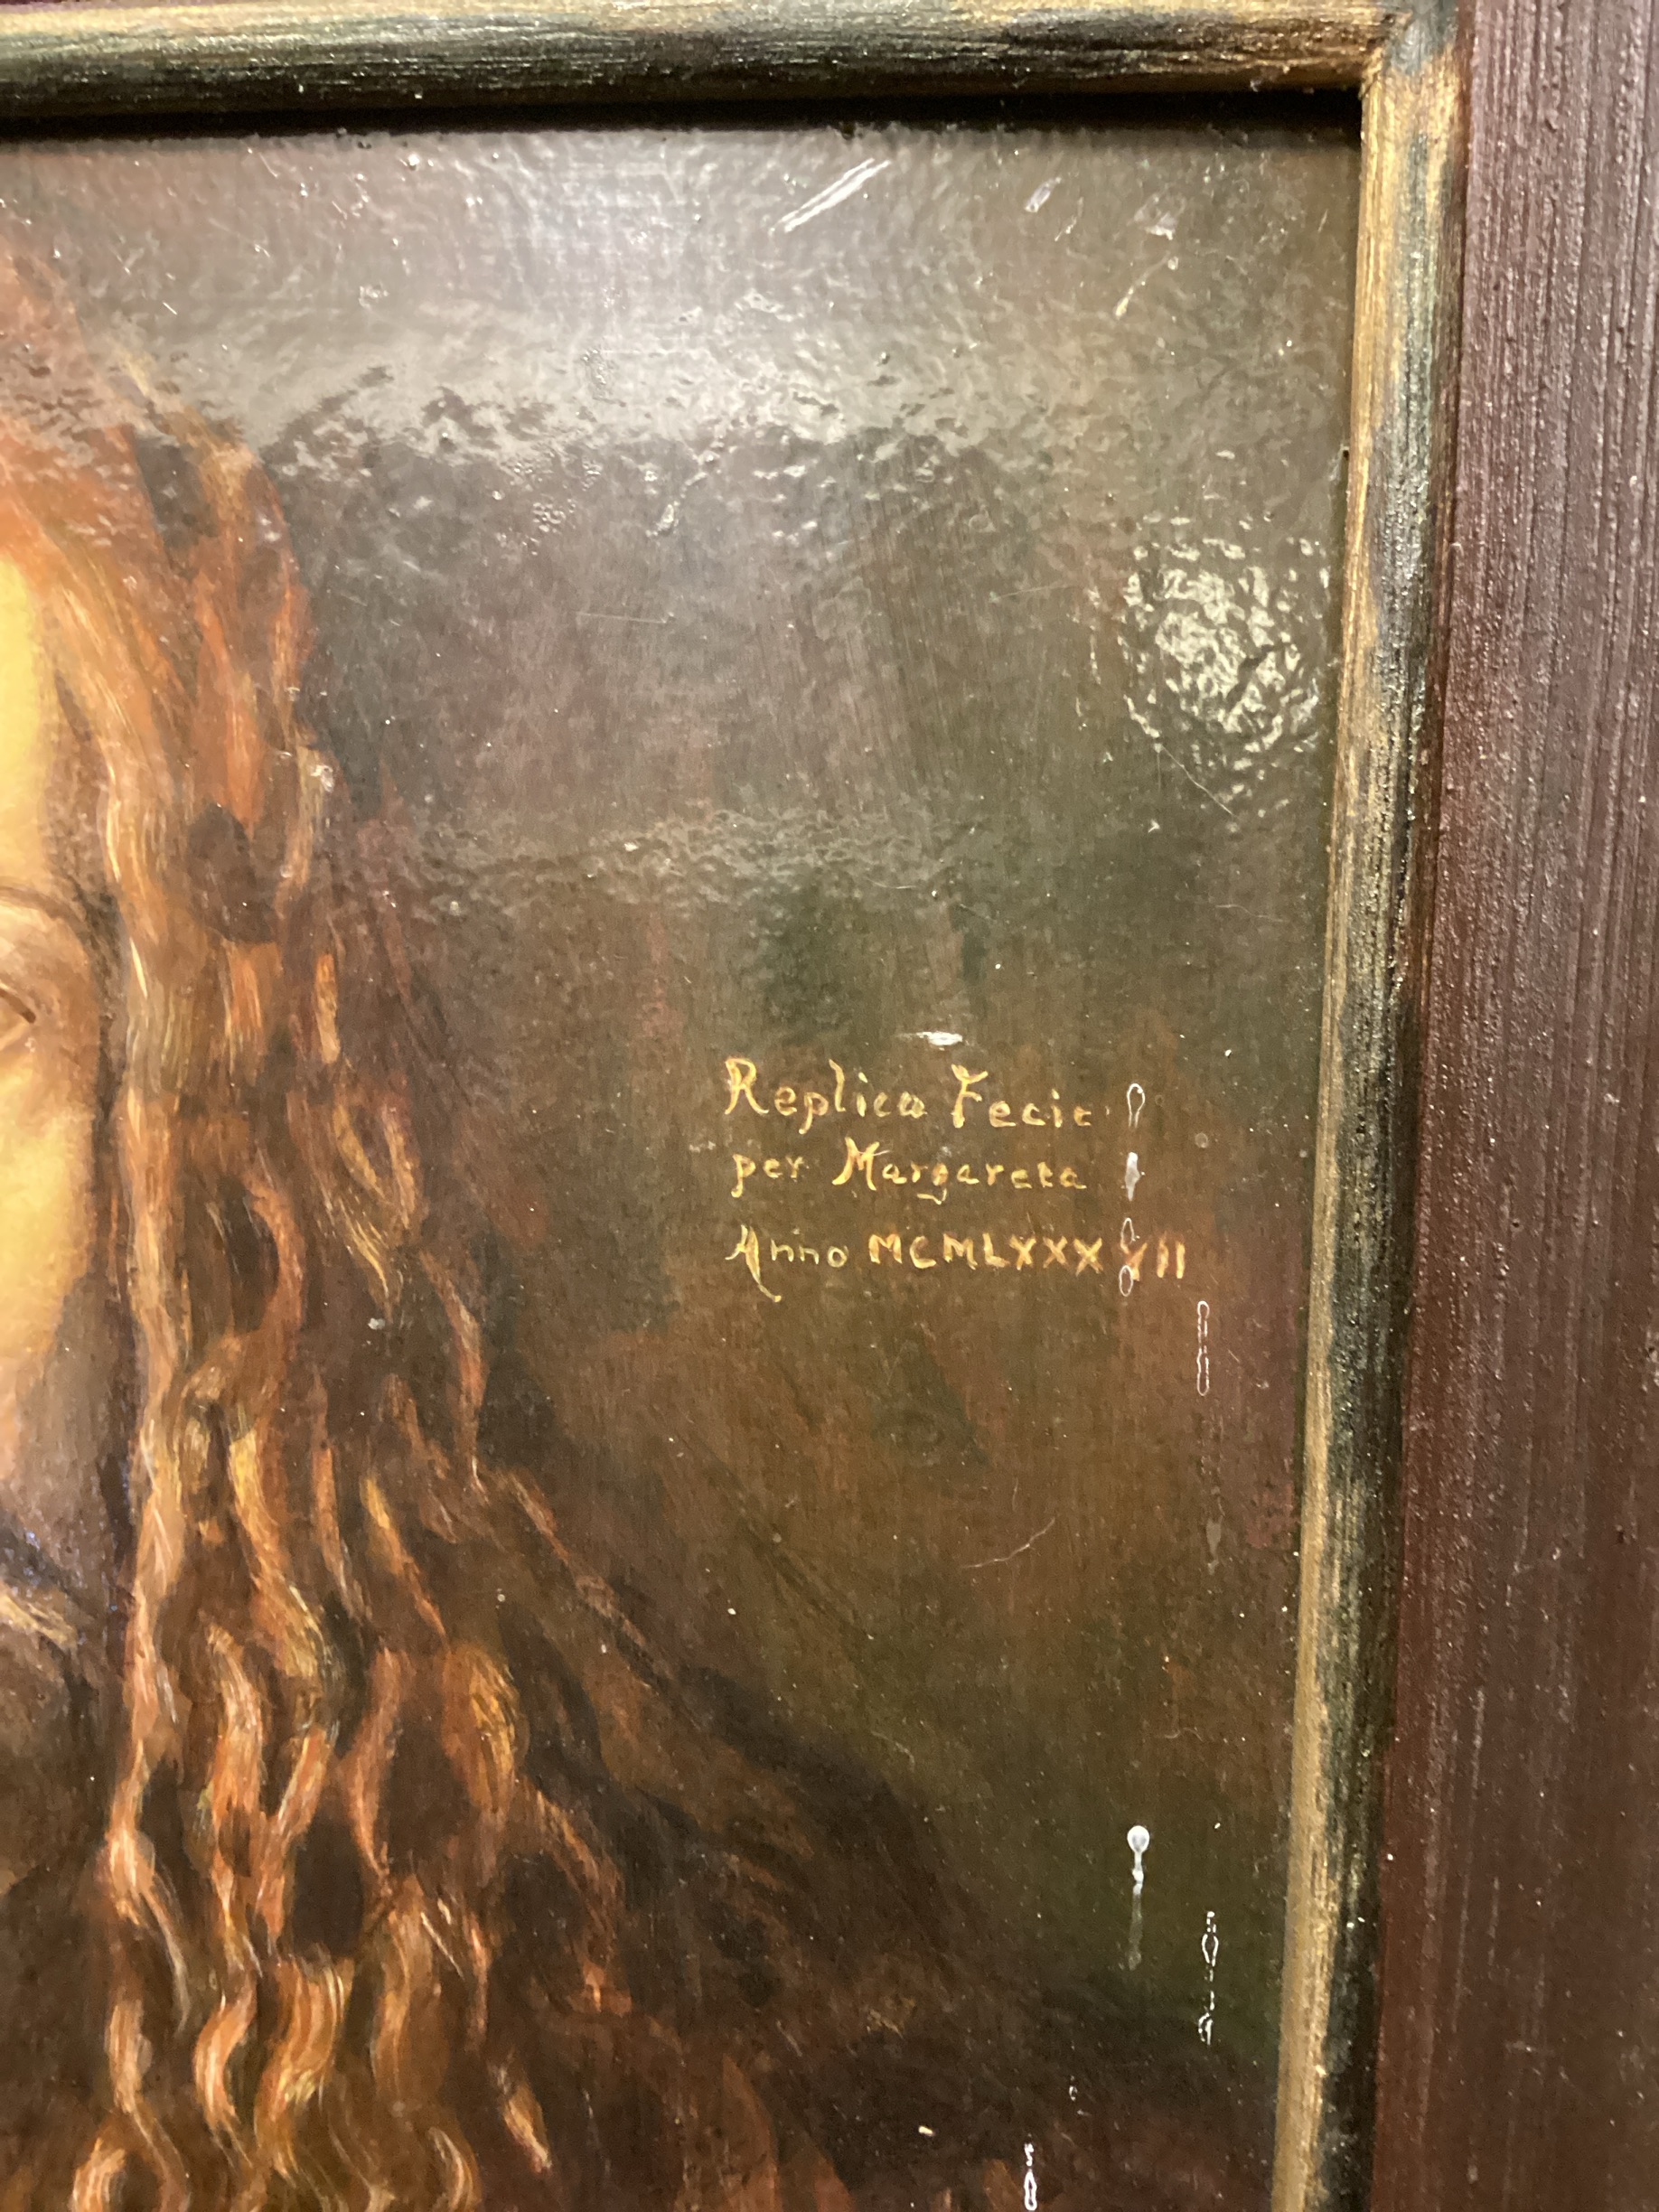 Replica Fecit
per Margareta
Anno MCMLXXXVII